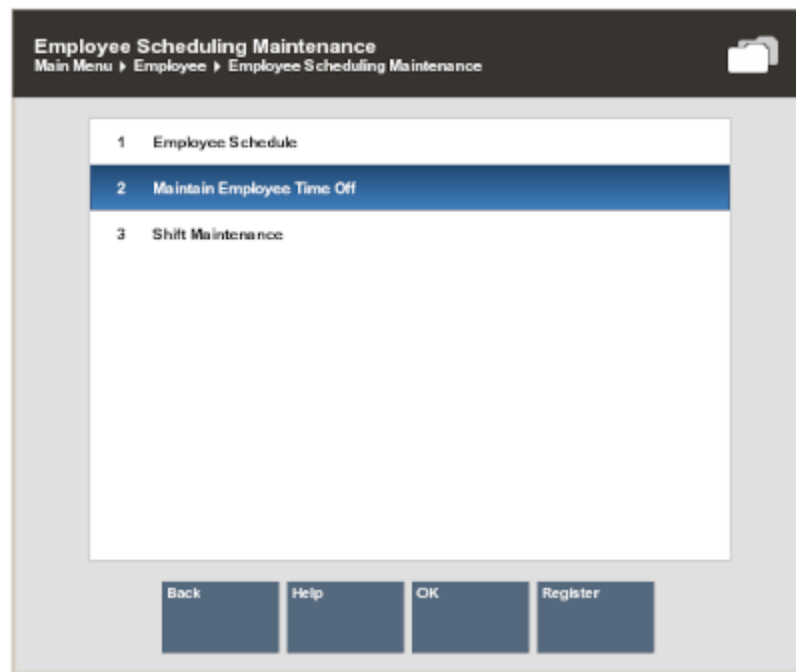 Employee Scheduling Maintenance
Main Menu ▸ Employee ▸ Employee Scheduling Maintenance
1 Employee Schedule
2 Maintain Employee Time Off
3 Shift Maintenance
Back Help OK Register